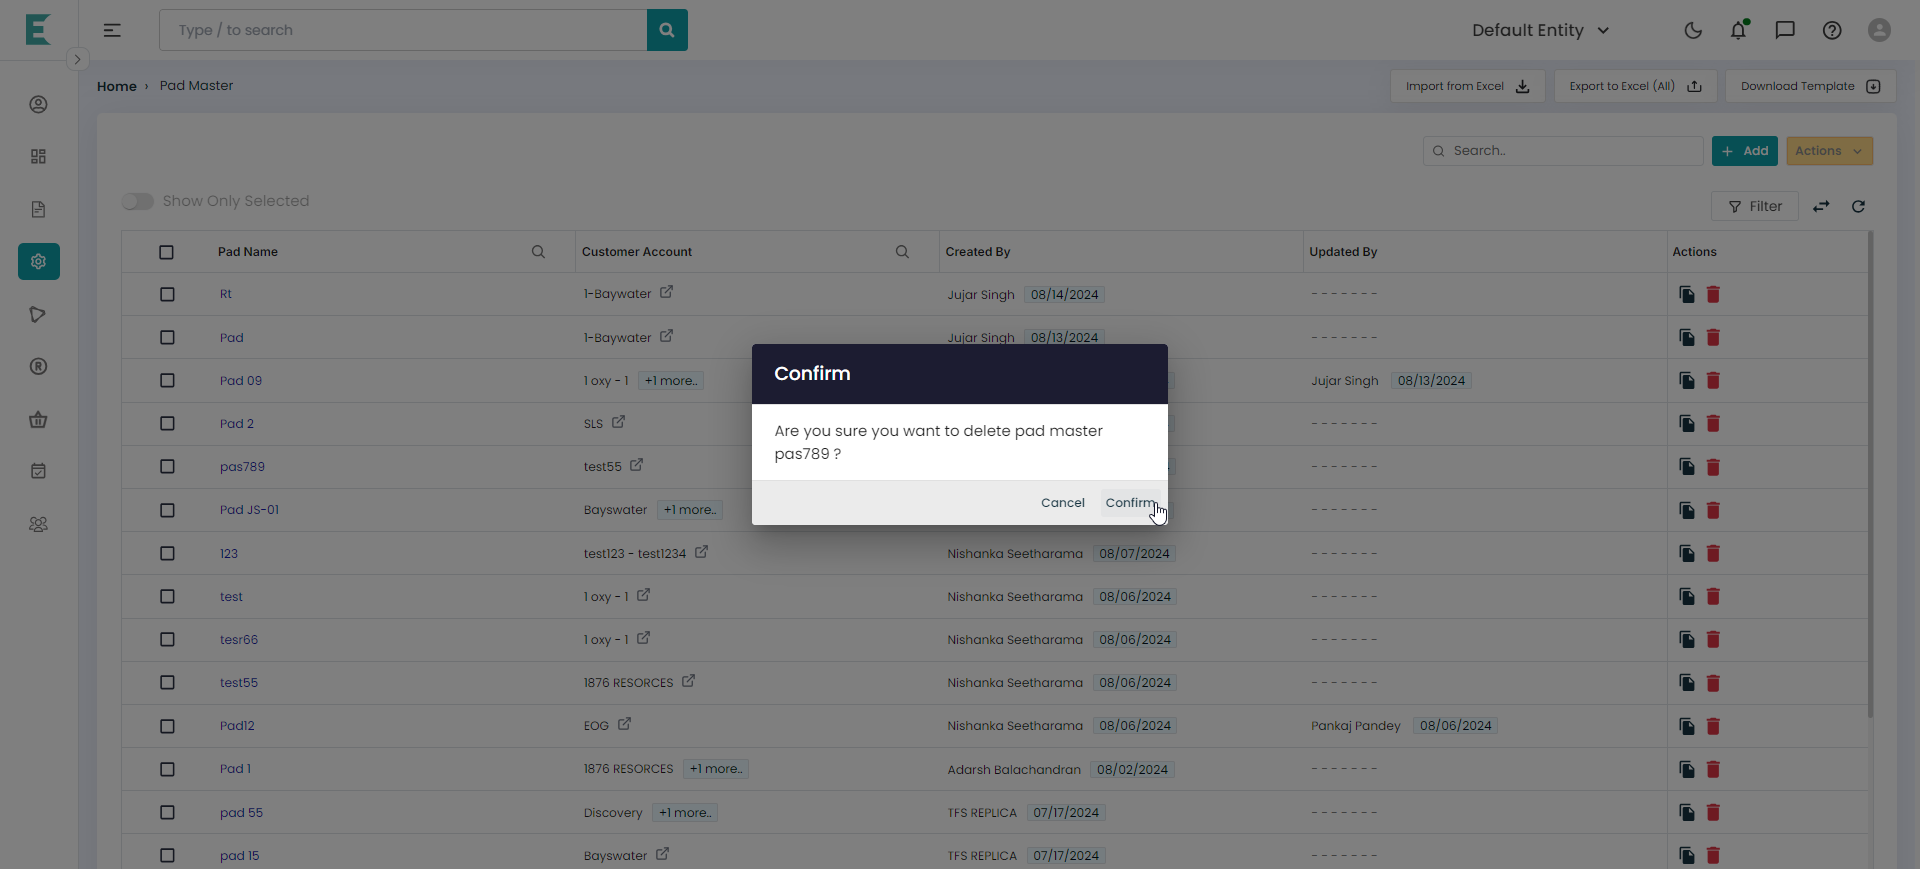 Type / to search
Default Entity
Home › Pad Master
Import from Excel
Export to Excel (All)
Download Template
Search..
+ Add
Actions
Show Only Selected
Filter
Pad Name Customer Account Created By Updated By Actions
Rt 1-Baywater Jujar Singh 08/14/2024 - - - - - - -
Pad 1-Baywater Jujar Singh 08/13/2024 - - - - - - -
Pad 09 1 oxy - 1 +1 more.. Jujar Singh 08/13/2024
Pad 2 SLS - - - - - - -
pas789 test55 - - - - - - -
Pad JS-01 Bayswater +1 more.. - - - - - - -
Confirm
Are you sure you want to delete pad master
pas789 ?
Cancel Confirm
123 test123 - test1234 Nishanka Seetharama 08/07/2024 - - - - - - -
test 1 oxy - 1 Nishanka Seetharama 08/06/2024 - - - - - - -
tesr66 1 oxy - 1 Nishanka Seetharama 08/06/2024 - - - - - - -
test55 1876 RESORCES Nishanka Seetharama 08/06/2024 - - - - - - -
Pad12 EOG Nishanka Seetharama 08/06/2024 Pankaj Pandey 08/06/2024
Pad 1 1876 RESORCES +1 more.. Adarsh Balachandran 08/02/2024 - - - - - - -
pad 55 Discovery +1 more.. TFS REPLICA 07/17/2024 - - - - - - -
pad 15 Bayswater TFS REPLICA 07/17/2024 - - - - - - -